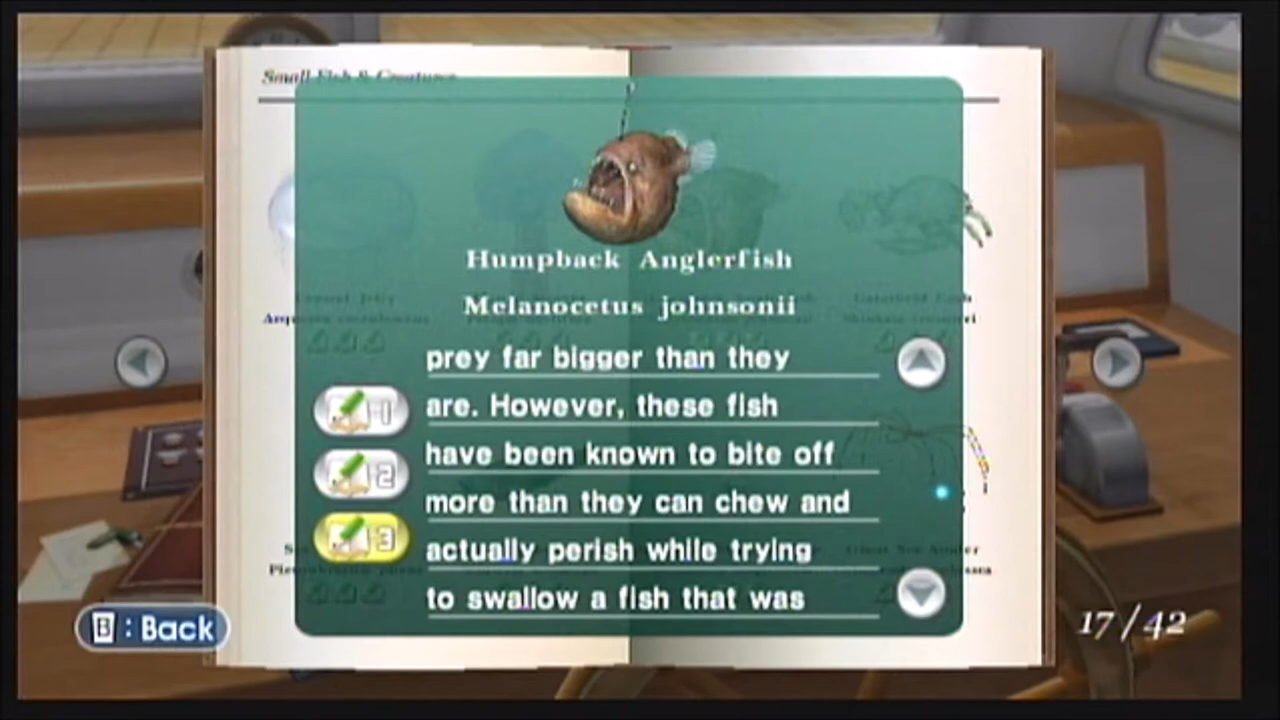 Small Fish & Creatures
Humpback Anglerfish
Melanocetus johnsonii
prey far bigger than they
are. However, these fish
have been known to bite off
more than they can chew and
actually perish while trying
to swallow a fish that was
1
2
3
B : Back
17/42